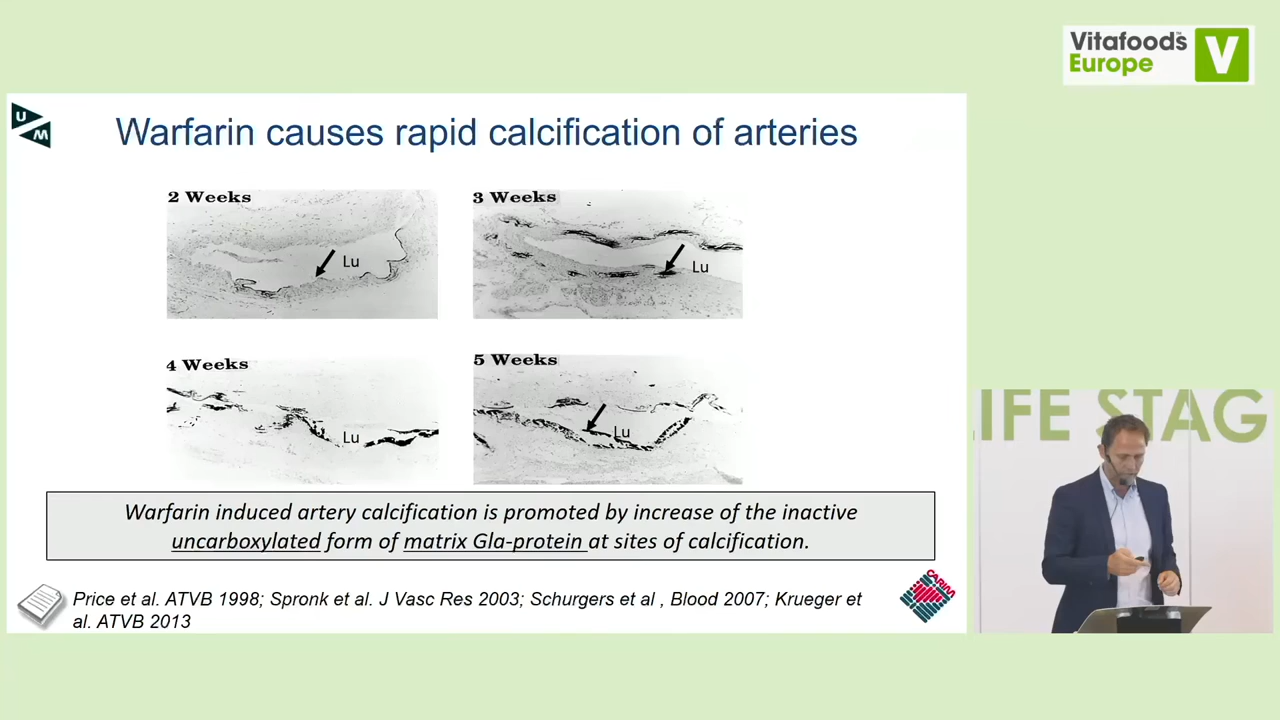 Vitafoods
Europe
V
U
M
Warfarin causes rapid calcification of arteries
2 Weeks
Lu
3 Weeks
Lu
4 Weeks
Lu
5 Weeks
Lu
Warfarin induced artery calcification is promoted by increase of the inactive
uncarboxylated form of matrix Gla-protein at sites of calcification.
Price et al. ATVB 1998; Spronk et al. J Vasc Res 2003; Schurgers et al , Blood 2007; Krueger et
al. ATVB 2013
CARIM
IFE STAG